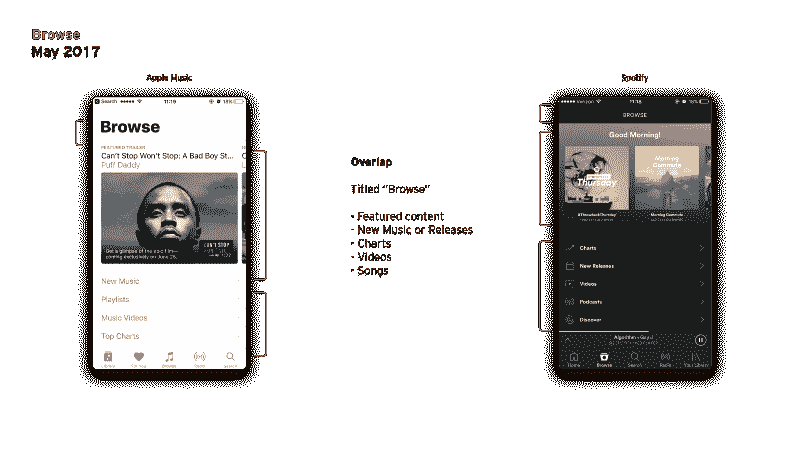 Browse
May 2017
Apple Music
Search
11:19
18%
Browse
FEATURED TRAILER
Can't Stop Won't Stop: A Bad Boy St...
Puff Daddy
CAN'T STOP
Get a glimpse of the epic film—
coming exclusively on June 25.
New Music
Playlists
Music Videos
Top Charts
Library
For You
Browse
Radio
Search
Overlap
Titled “Browse”
• Featured content
• New Music or Releases
• Charts
• Videos
• Songs
Spotify
Verizon
11:18
18%
BROWSE
Good Morning!
Thursday
Morning
Commute
#ThrowbackThursday
Morning Commute
Charts
New Releases
Videos
Podcasts
Discover
Home
Browse
Search
Radio
Your Library